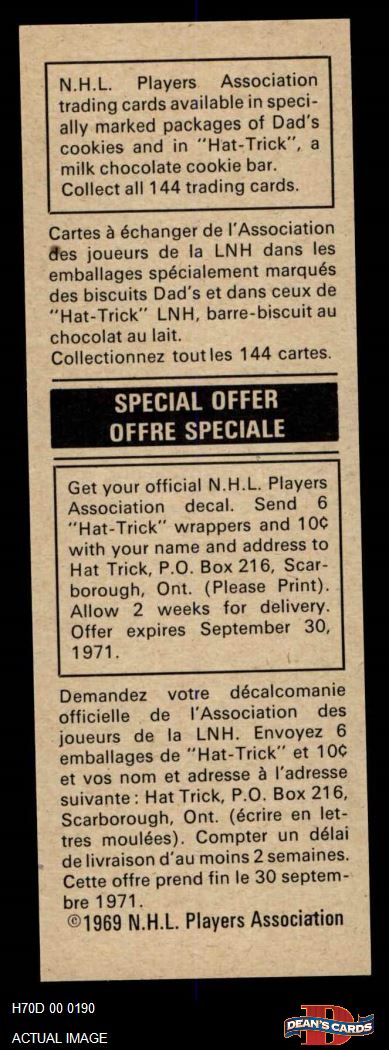 N.H.L. Players Association
trading cards available in speci-
ally marked packages of Dad's
cookies and in "Hat-Trick", a
milk chocolate cookie bar.
Collect all 144 trading cards.
Cartes à échanger de l'Association
des joueurs de la LNH dans les
emballages spécialement marqués
des biscuits Dad's et dans ceux de
"Hat-Trick" LNH, barre-biscuit au
chocolat au lait.
Collectionnez toutles 144 cartes.
SPECIAL OFFER
OFFRE SPECIALE
Get your official N.H.L. Players
Association decal. Send 6
"Hat-Trick" wrappers and 10¢
with your name and address to
Hat Trick, P.O. Box 216, Scar-
borough, Ont. (Please Print).
Allow 2 weeks for delivery.
Offer expires September 30,
1971.
Demandez votre décalcomanie
officielle de l'Association des
joueurs de la LNH. Envoyez 6
emballages de "Hat-Trick" et 10¢
et vos nom et adresse à l'adresse
suivante : Hat Trick, P.O. Box 216,
Scarborough, Ont. (écrire en let-
tres moulées). Compter un délai
de livraison d'au moins 2 semaines.
Cette offre prend fin le 30 septem-
bre 1971.
©1969 N.H.L. Players Association
H70D 00 0190
ACTUAL IMAGE
D
DEAN'S CARDS